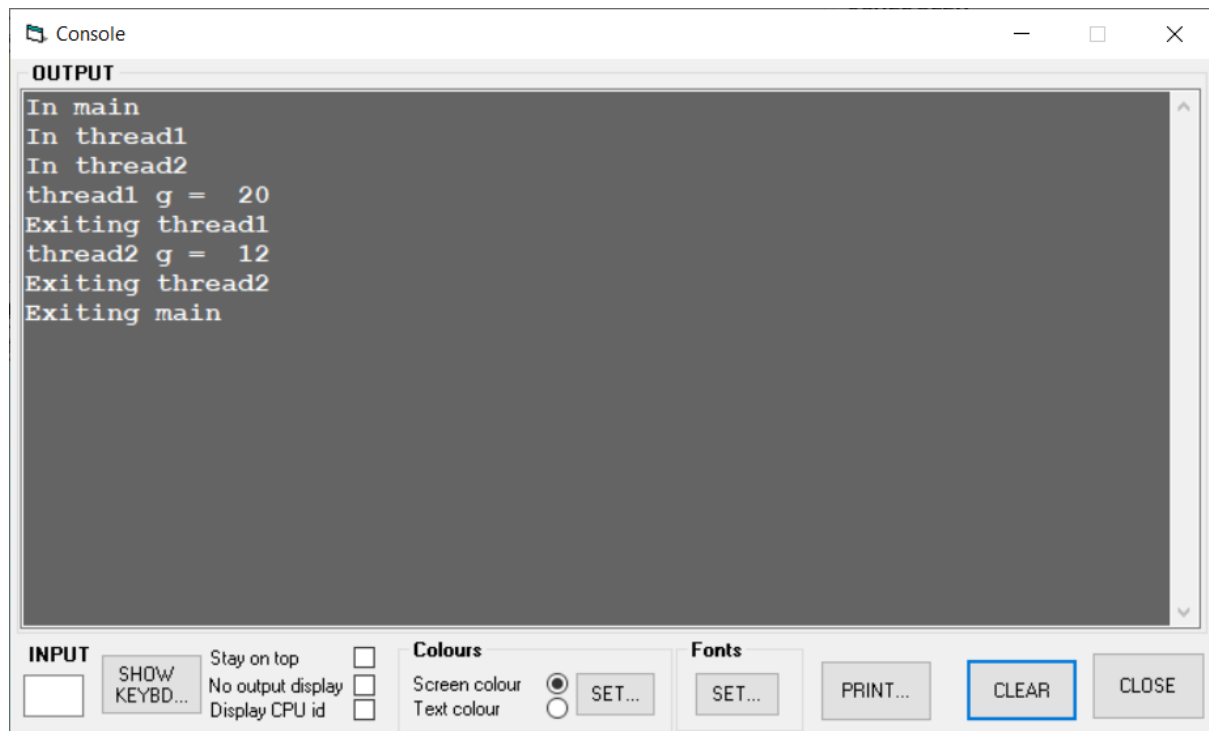 Console
OUTPUT
In main
In thread1
In thread2
thread1 g =  20
Exiting thread1
thread2 g =  12
Exiting thread2
Exiting main
INPUT
SHOW
KEYBD...
Stay on top
No output display
Display CPU id
Colours
Screen colour
Text colour
SET...
Fonts
SET...
PRINT...
CLEAR
CLOSE